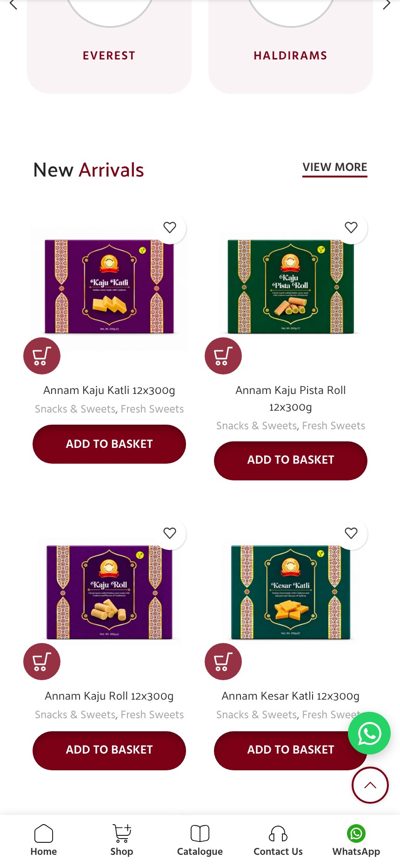 EVEREST
HALDIRAMS
New Arrivals
VIEW MORE
Kaju Katli
Kaju
Pista Roll
Annam Kaju Katli 12x300g
Snacks & Sweets, Fresh Sweets
ADD TO BASKET
Annam Kaju Pista Roll
12x300g
Snacks & Sweets, Fresh Sweets
ADD TO BASKET
Kaju Roll
Kesar Katli
Annam Kaju Roll 12x300g
Snacks & Sweets, Fresh Sweets
ADD TO BASKET
Annam Kesar Katli 12x300g
Snacks & Sweets, Fresh Sweets
ADD TO BASKET
Home
Shop
Catalogue
Contact Us
WhatsApp